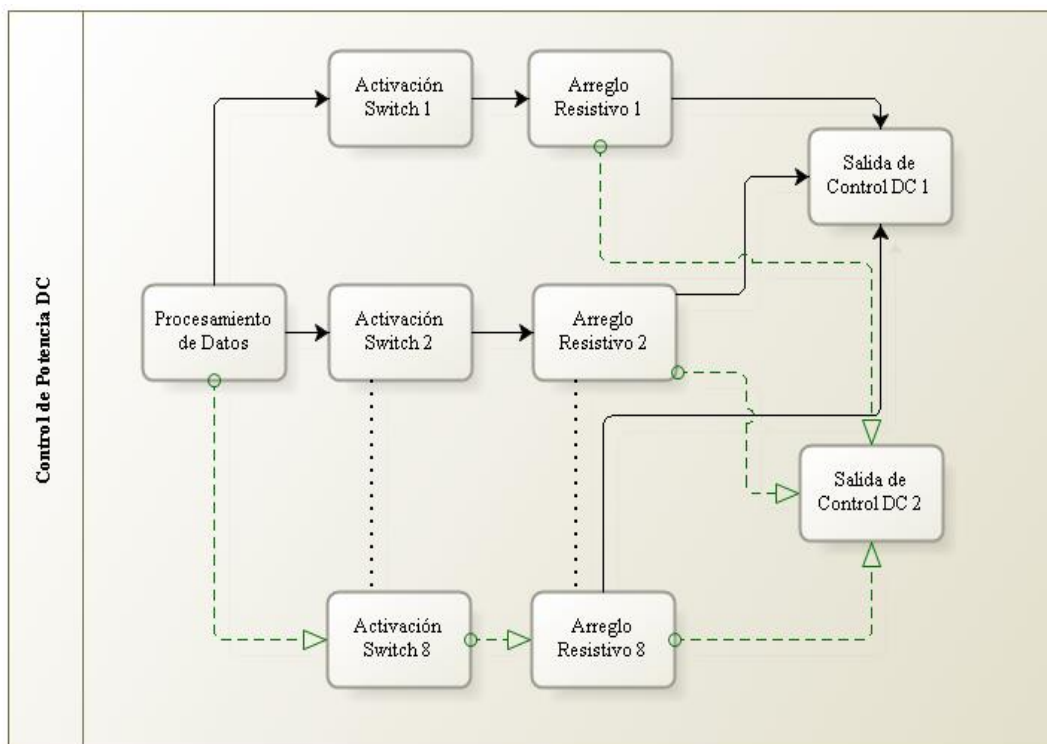 Control de Potencia DC
Activación
Switch 1
Arreglo
Resistivo 1
Salida de
Control DC 1
Procesamiento
de Datos
Activación
Switch 2
Arreglo
Resistivo 2
Salida de
Control DC 2
Activación
Switch 8
Arreglo
Resistivo 8